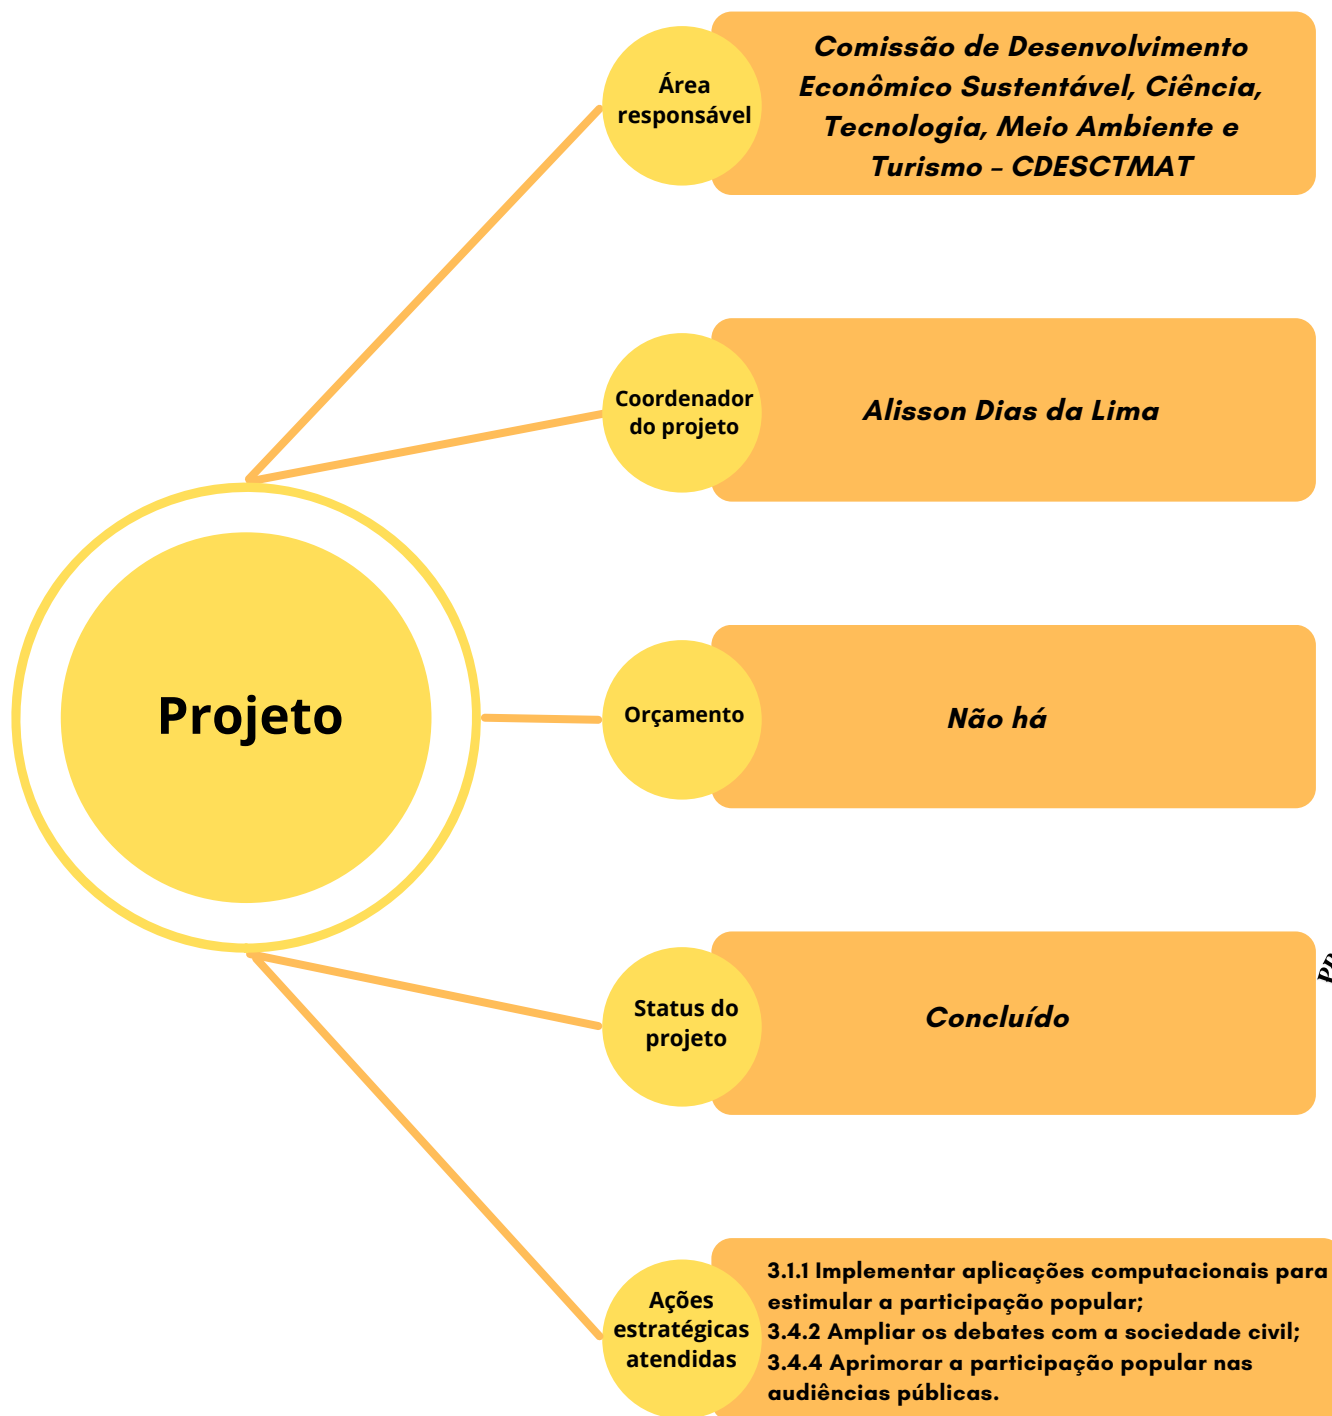 Área
responsável
Comissão de Desenvolvimento
Econômico Sustentável, Ciência,
Tecnologia, Meio Ambiente e
Turismo – CDESCTMAT
Coordenador
do projeto
Alisson Dias da Lima
Projeto
Orçamento
Não há
Status do
projeto
Concluído
Ações
estratégicas
atendidas
3.1.1 Implementar aplicações computacionais para
estimular a participação popular;
3.4.2 Ampliar os debates com a sociedade civil;
3.4.4 Aprimorar a participação popular nas
audiências públicas.